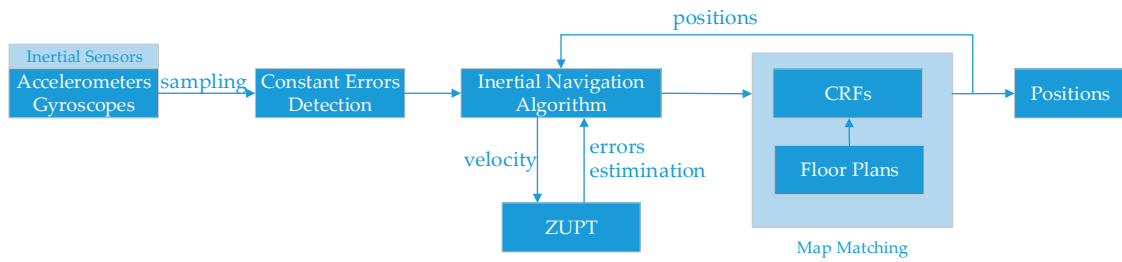 positions
Inertial Sensors
Accelerometers
Gyroscopes
sampling
Constant Errors
Detection
Inertial Navigation
Algorithm
CRFs
Positions
velocity
errors
estimination
Floor Plans
ZUPT
Map Matching